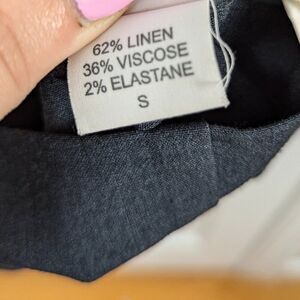 62% LINEN
36% VISCOSE
2% ELASTANE
S